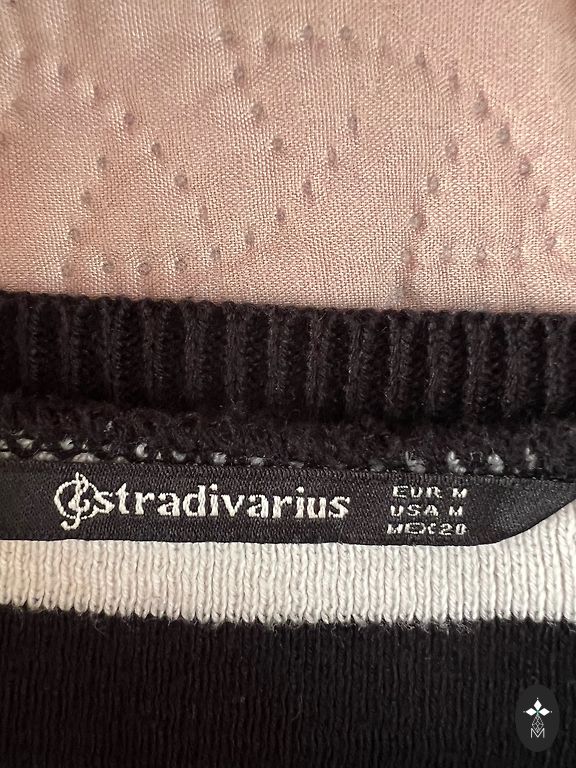 stradivarius
EUR M
USA M
MEX 28